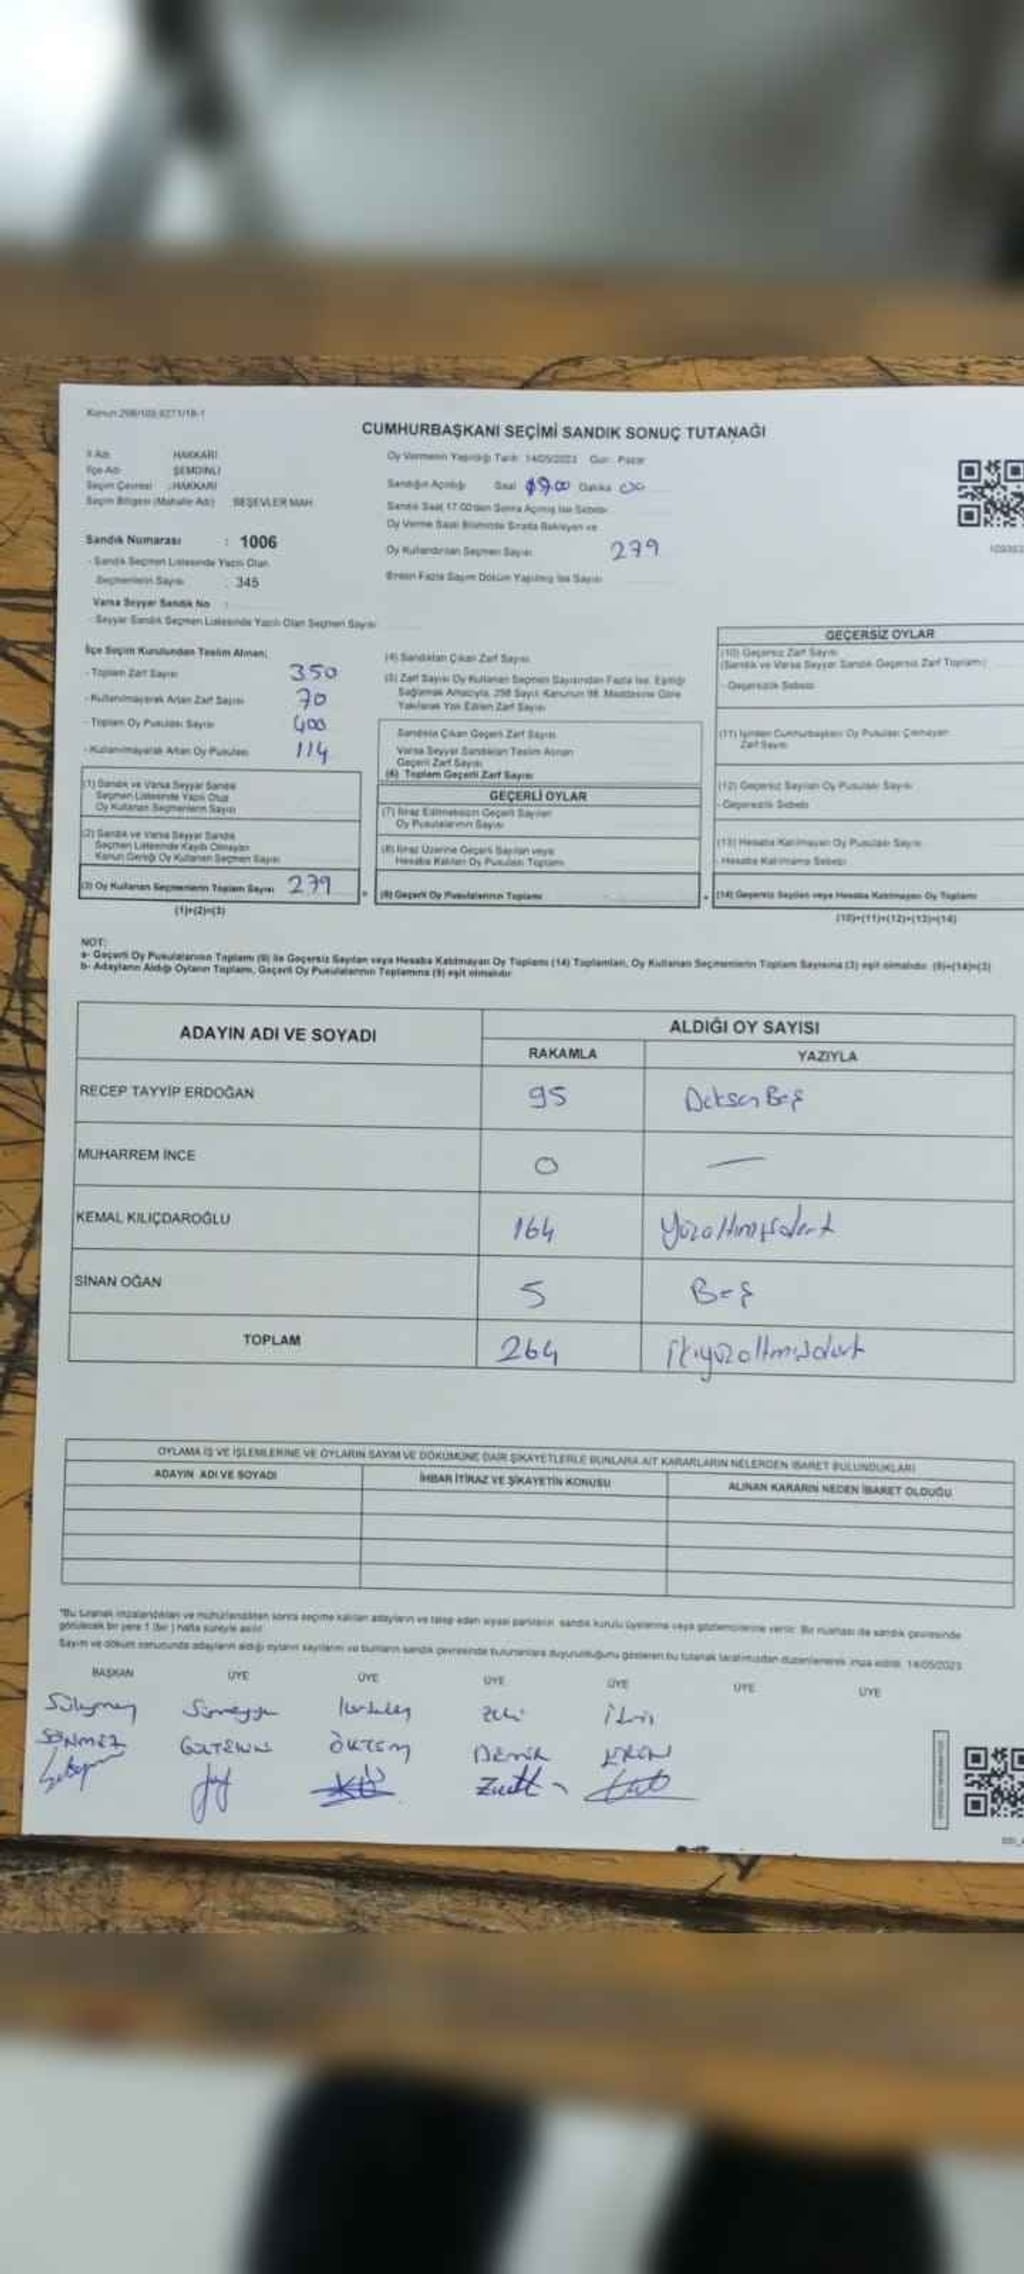 Kanun:298/103,6271/18-1
CUMHURBAŞKANI SEÇİMİ SANDIK SONUÇ TUTANAĞI
İl Adı : HAKKARİ
İlçe Adı : ŞEMDİNLİ
Seçim Çevresi : HAKKARİ
Seçim Bölgesi (Mahalle Adı) BEŞEVLER MAH.
Oy Vermenin Yapıldığı Tarih: 14/05/2023 Gün: Pazar
Sandığın Açıldığı Saat Dakika 00
Sandık Saat 17.00'den Sonra Açılmış İse Sebebi
Oy Verme Saati Bitiminde Sırada Bekleyen ve
Oy Kullandırılan Seçmen Sayısı 279
Birden Fazla Sayım Döküm Yapılmış İse Sayısı
Sandık Numarası : 1006
- Sandık Seçmen Listesinde Yazılı Olan
Seçmenlerin Sayısı : 345
Varsa Seyyar Sandık No :
- Seyyar Sandık Seçmen Listesinde Yazılı Olan Seçmen Sayısı
İlçe Seçim Kurulundan Teslim Alınan;
- Toplam Zarf Sayısı 350
- Kullanılmayarak Artan Zarf Sayısı 70
- Toplam Oy Pusulası Sayısı 400
- Kullanılmayarak Artan Oy Pusulası 114
(1) Sandık ve Varsa Seyyar Sandık
Seçmen Listesinde Yazılı Olup
Oy Kullanan Seçmenlerin Sayısı
(2) Sandık ve Varsa Seyyar Sandık
Seçmen Listesinde Kayıtlı Olmayan
Kanun Gereği Oy Kullanan Seçmen Sayısı
(3) Oy Kullanan Seçmenlerin Toplam Sayısı 279
(1)+(2)=(3)
(4) Sandıktan Çıkan Zarf Sayısı
(5) Zarf Sayısı Oy Kullanan Seçmen Sayısından Fazla İse, Eşitliği
Sağlamak Amacıyla, 298 Sayılı Kanunun 98. Maddesine Göre
Yakılarak Yok Edilen Zarf Sayısı
Sandıkta Çıkan Geçerli Zarf Sayısı
Varsa Seyyar Sandıktan Teslim Alınan
Geçerli Zarf Sayısı
(6) Toplam Geçerli Zarf Sayısı
GEÇERLİ OYLAR
(7) İtiraz Edilmeksizin Geçerli Sayılan
Oy Pusulalarının Sayısı
(8) İtiraz Üzerine Geçerli Sayılan veya
Hesaba Katılan Oy Pusulası Toplamı
(9) Geçerli Oy Pusulalarının Toplamı
GEÇERSİZ OYLAR
(10) Geçersiz Zarf Sayısı
(Sandık ve Varsa Seyyar Sandık Geçersiz Zarf Toplamı)
- Geçersizlik Sebebi
(11) İçinden Cumhurbaşkanı Oy Pusulası Çıkmayan
Zarf Sayısı
(12) Geçersiz Sayılan Oy Pusulası Sayısı
- Geçersizlik Sebebi
(13) Hesaba Katılmayan Oy Pusulası Sayısı
- Hesaba Katılmama Sebebi
(14) Geçersiz Sayılan veya Hesaba Katılmayan Oy Toplamı
(10)+(11)+(12)+(13)=(14)
NOT:
a- Geçerli Oy Pusulalarının Toplamı (9) ile Geçersiz Sayılan veya Hesaba Katılmayan Oy Toplamı (14) Toplamları, Oy Kullanan Seçmenlerin Toplam Sayısına (3) eşit olmalıdır. (9)+(14)=(3)
b- Adayların Aldığı Oyların Toplamı, Geçerli Oy Pusulalarının Toplamına (9) eşit olmalıdır.
ADAYIN ADI VE SOYADI ALDIĞI OY SAYISI
RAKAMLA YAZIYLA
RECEP TAYYİP ERDOĞAN 95 Doksan Beş
MUHARREM İNCE 0 —
KEMAL KILIÇDAROĞLU 164 Yüzaltmışdört
SİNAN OĞAN 5 Beş
TOPLAM 264 ikiyüzaltmışdört
OYLAMA İŞ VE İŞLEMLERİNE VE OYLARIN SAYIM VE DÖKÜMÜNE DAİR ŞİKAYETLERLE BUNLARA AİT KARARLARIN NELERDEN İBARET BULUNDUKLARI
ADAYIN ADI VE SOYADI İHBAR İTİRAZ VE ŞİKAYETİN KONUSU ALINAN KARARIN NEDEN İBARET OLDUĞU
"Bu tutanak imzalandıktan ve mühürlendikten sonra seçime katılan adayların ve talep eden siyasi partilerin sandık kurulu üyelerine veya gözlemcilerine verilir. Bir nüshası da sandık çevresinde
görülecek bir yere 1 (bir) hafta süreyle asılır.
Sayım ve döküm sonucunda adayların aldığı oyların sayılarını ve bunların sandık çevresinde bulunanlara duyurulduğunu gösteren bu tutanak tarafımızdan düzenlenerek imza edildi. 14/05/2023
BAŞKAN ÜYE ÜYE ÜYE ÜYE ÜYE ÜYE
Süleyman Sümeyye Zeki İdris
SÖNMEZ ÖKTEM DEMİR